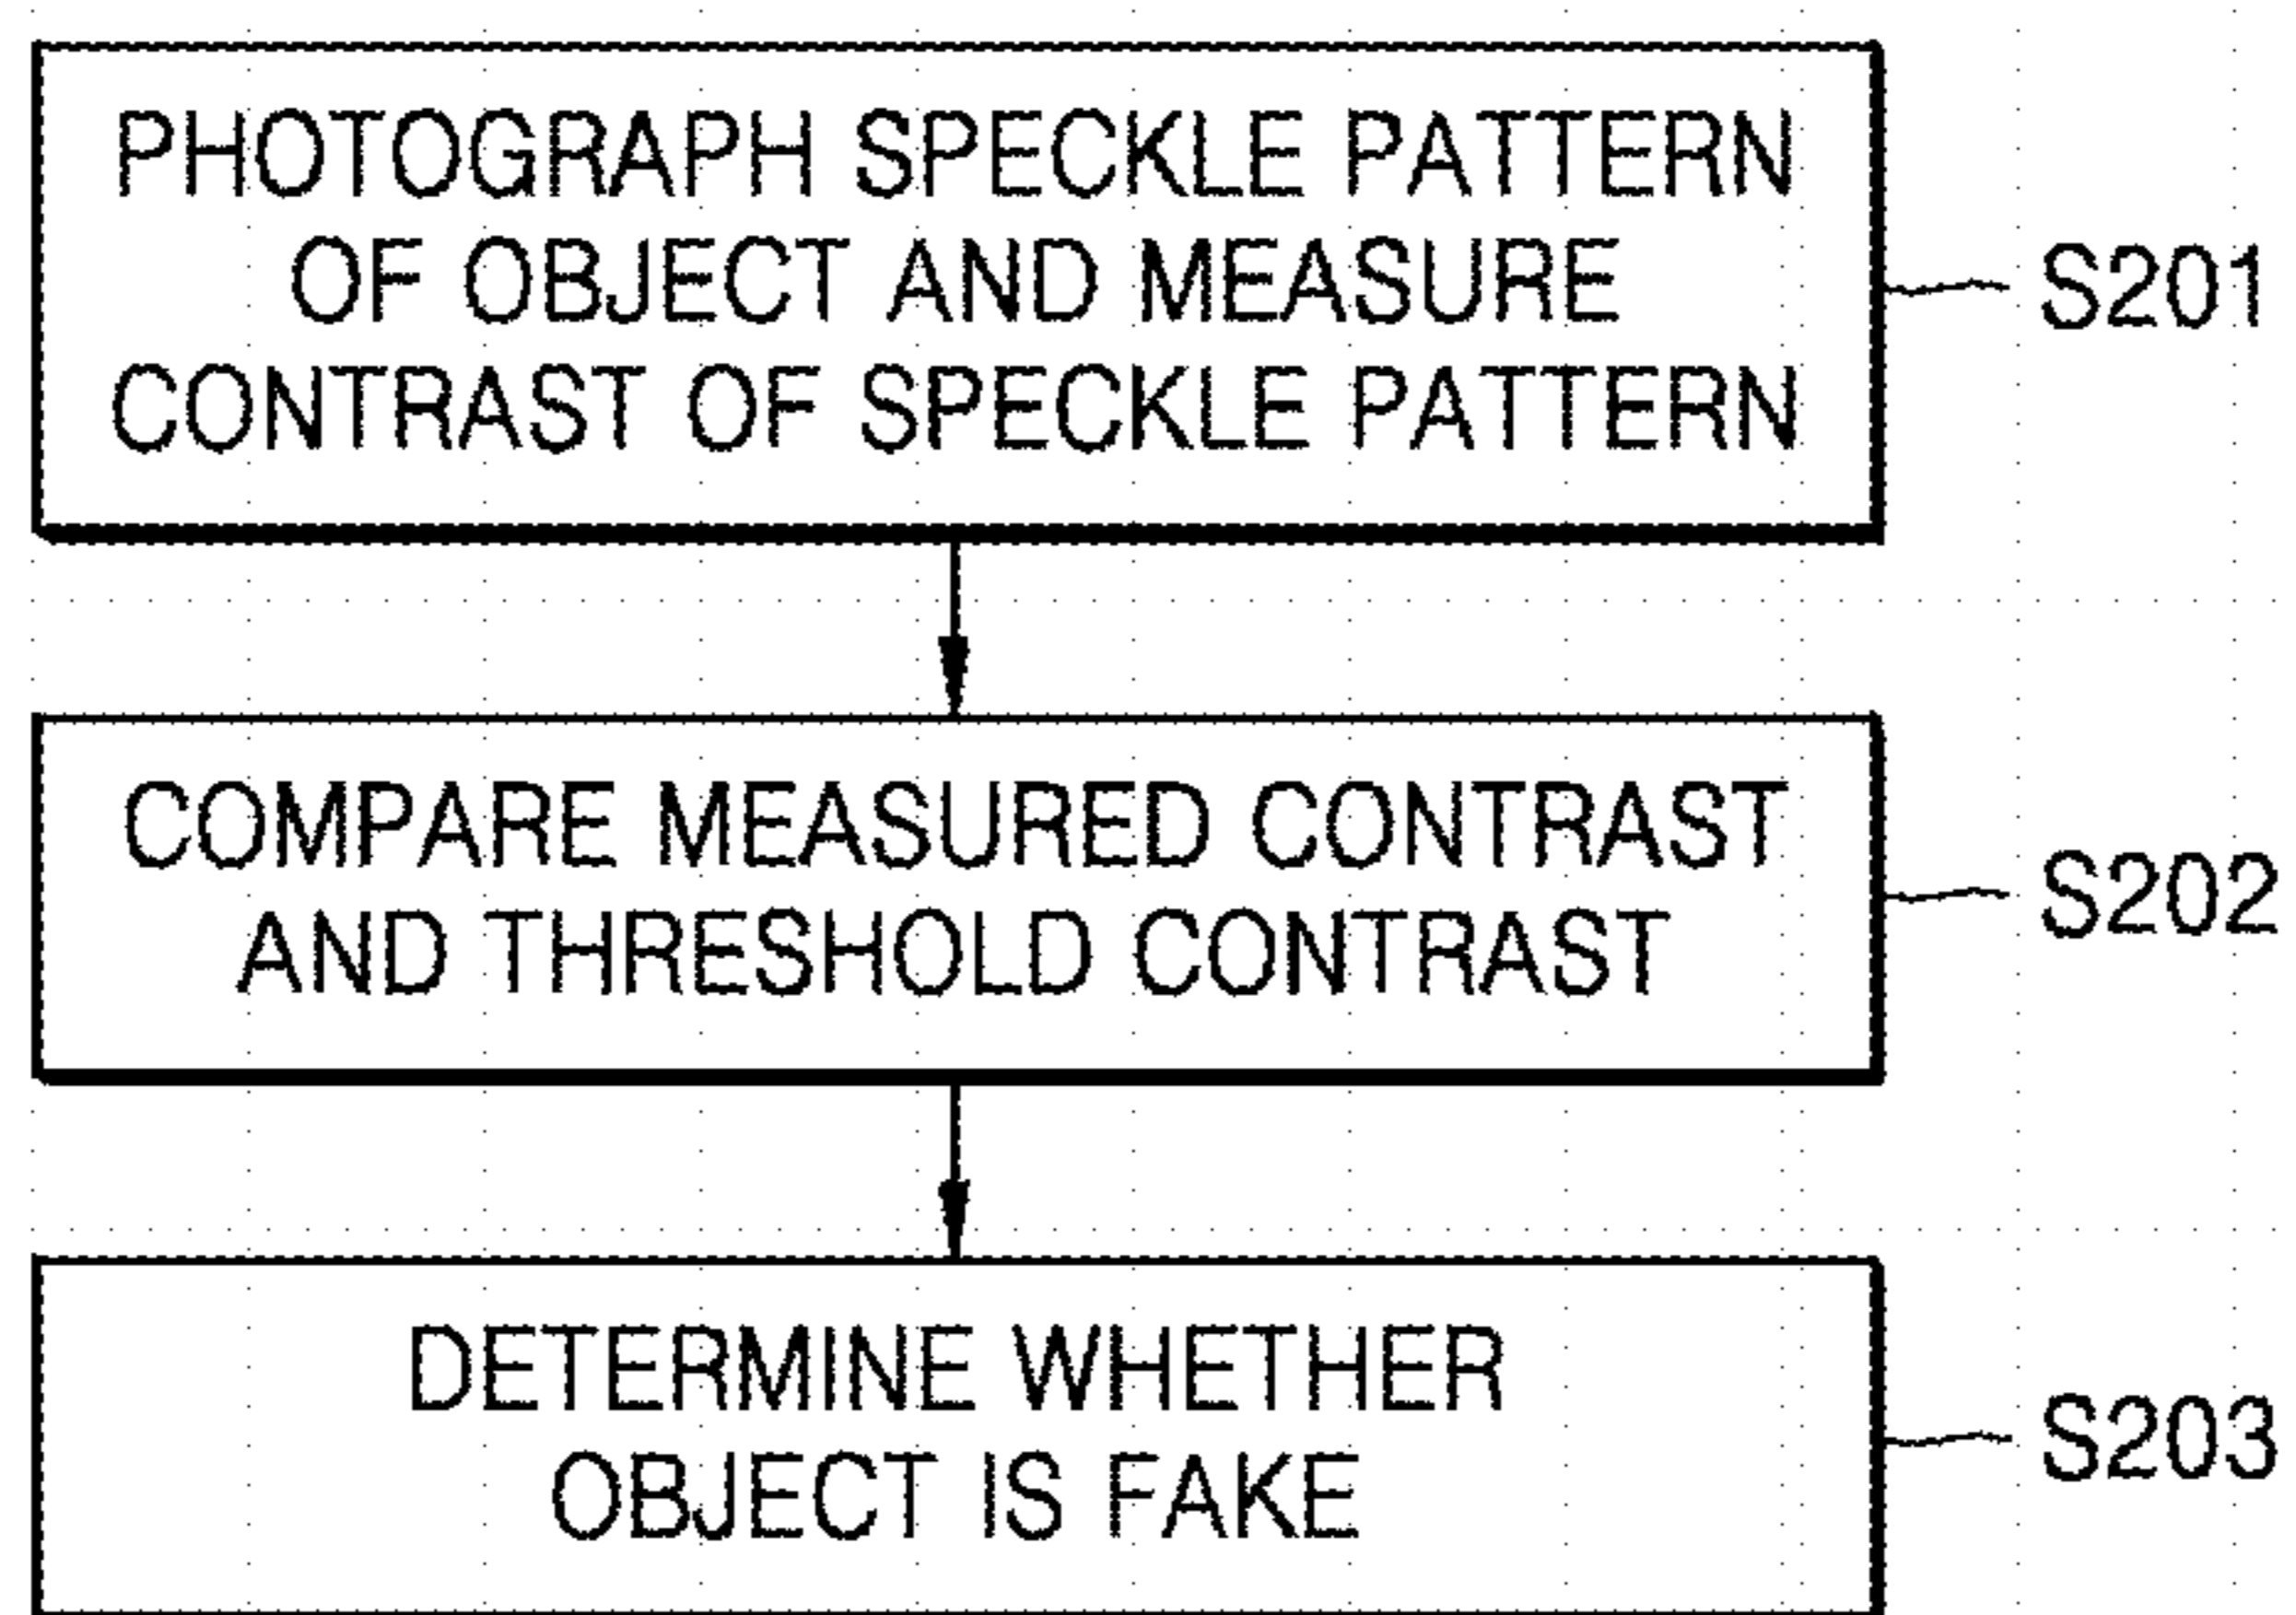 PHOTOGRAPH SPECKLE PATTERN
OF OBJECT AND MEASURE
CONTRAST OF SPECKLE PATTERN
S201
COMPARE MEASURED CONTRAST
AND THRESHOLD CONTRAST
S202
DETERMINE WHETHER
OBJECT IS FAKE
S203